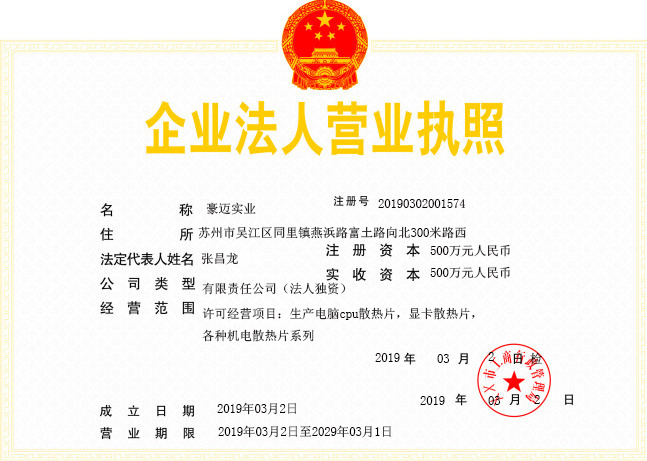 企业法人营业执照
注册号 20190302001574
名称 豪迈实业
住所 苏州市吴江区同里镇燕浜路富土路向北300米路西
法定代表人姓名 张昌龙
注册资本 500万元人民币
实收资本 500万元人民币
公司类型 有限责任公司（法人独资）
经营范围 许可经营项目：生产电脑cpu散热片，显卡散热片，
各种机电散热片系列
2019 年 03 月 2 日 检
市工商行政管理局
2019 年 03 月 2 日
成立日期 2019年03月2日
营业期限 2019年03月2日至2029年03月1日